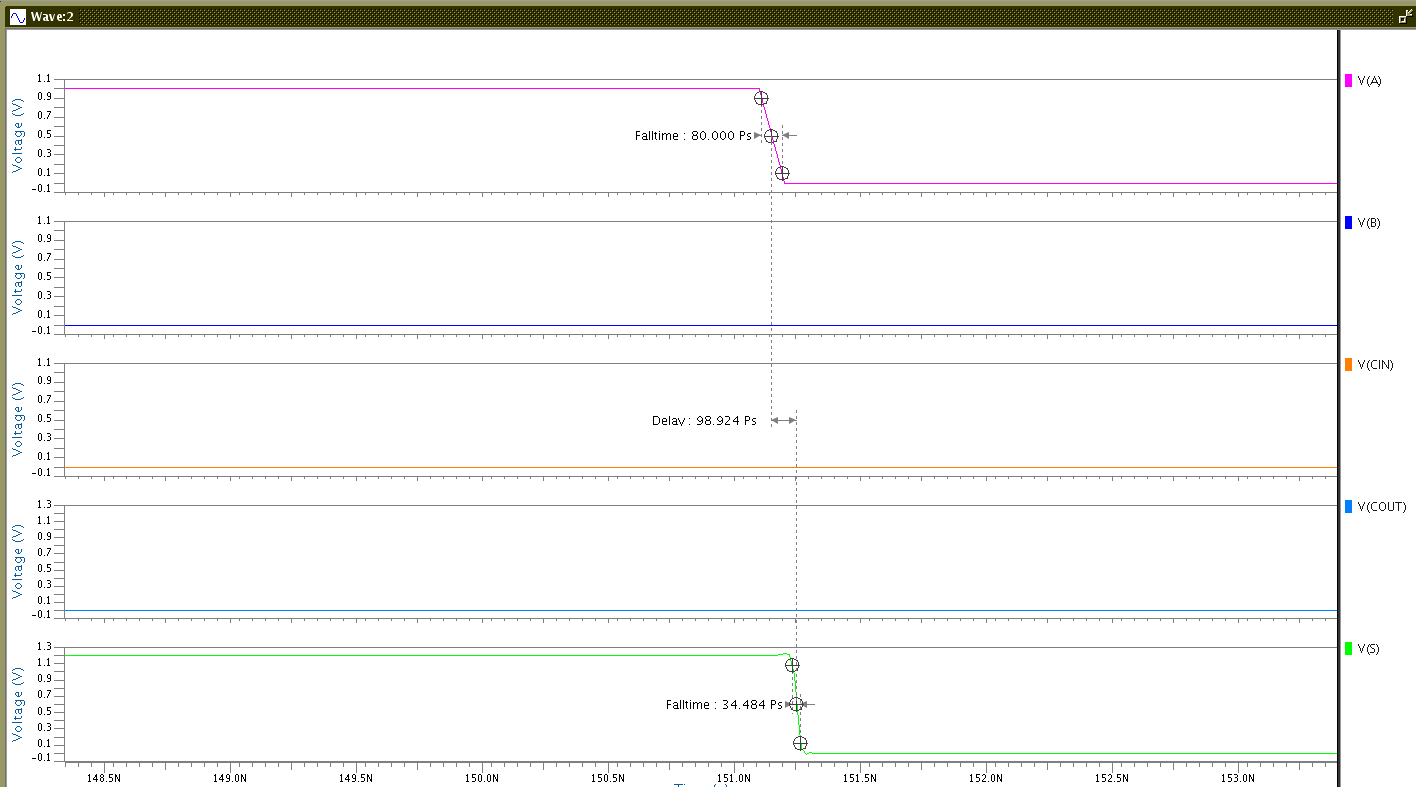 Wave:2
1.1
0.9
0.7
0.5
0.3
0.1
-0.1
Voltage (V)
Falltime : 80.000 Ps
V(A)
1.1
0.9
0.7
0.5
0.3
0.1
-0.1
Voltage (V)
V(B)
1.1
0.9
0.7
0.5
0.3
0.1
-0.1
Voltage (V)
Delay : 98.924 Ps
V(CIN)
1.3
1.1
0.9
0.7
0.5
0.3
0.1
-0.1
Voltage (V)
V(COUT)
1.3
1.1
0.9
0.7
0.5
0.3
0.1
-0.1
Voltage (V)
Falltime : 34.484 Ps
V(S)
148.5N 149.0N 149.5N 150.0N 150.5N 151.0N 151.5N 152.0N 152.5N 153.0N